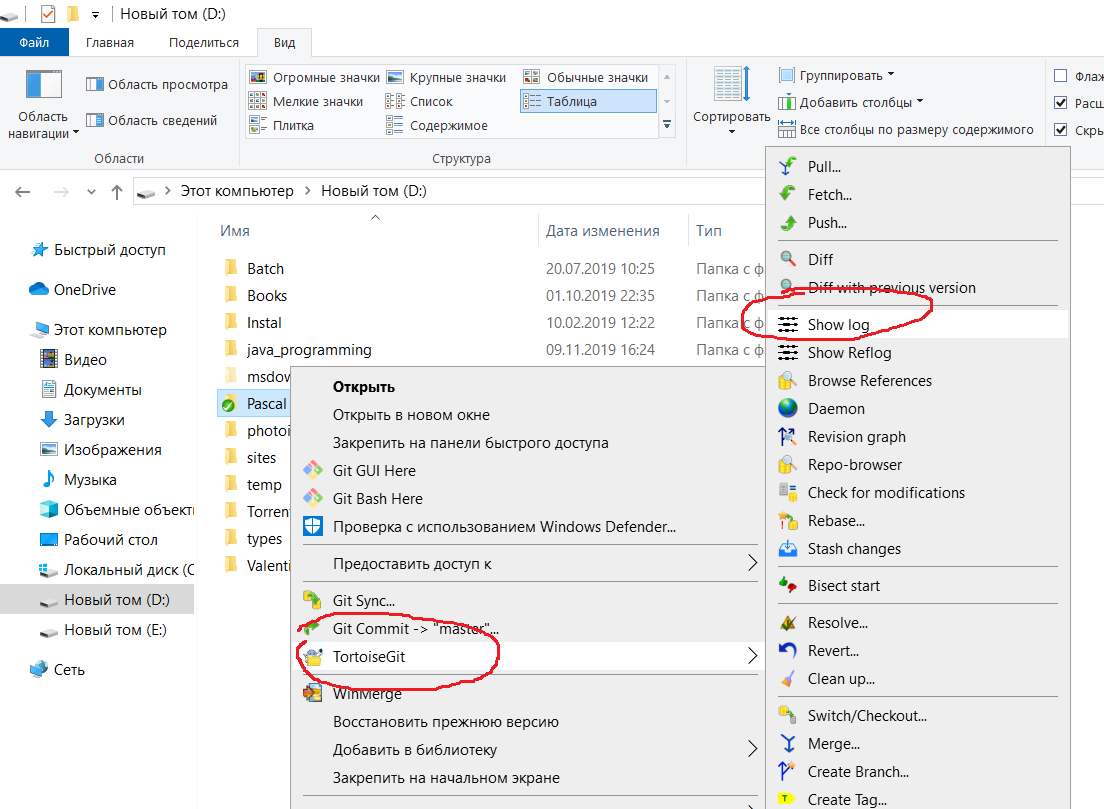 Новый том (D:)
Файл
Главная
Поделиться
Вид
Область навигации
Область просмотра
Область сведений
Области
Огромные значки
Крупные значки
Обычные значки
Мелкие значки
Список
Таблица
Плитка
Содержимое
Структура
Сортировать
Группировать
Добавить столбцы
Все столбцы по размеру содержимого
Этот компьютер
Новый том (D:)
Имя
Дата изменения
Тип
Быстрый доступ
OneDrive
Этот компьютер
Видео
Документы
Загрузки
Изображения
Музыка
Объемные
Рабочий стол
Локальный диск
Новый том (D:)
Новый том (E:)
Сеть
Batch 20.07.2019 10:25 Папка с
Books 01.10.2019 22:35 Папка с
Instal 10.02.2019 12:22 Папка с
java_programming 09.11.2019 16:24 Папка с
Pascal
sites
temp
types
Открыть
Открыть в новом окне
Закрепить на панели быстрого доступа
Git GUI Here
Git Bash Here
Проверка с использованием Windows Defender...
Предоставить доступ к
Git Sync...
Git Commit -> "master"...
TortoiseGit
WinMerge
Восстановить прежнюю версию
Добавить в библиотеку
Закрепить на начальном экране
Pull...
Fetch...
Push...
Diff
Diff with previous version
Show log
Show Reflog
Browse References
Daemon
Revision graph
Repo-browser
Check for modifications
Rebase...
Stash changes
Bisect start
Resolve...
Revert...
Clean up...
Switch/Checkout...
Merge...
Create Branch...
Create Tag...